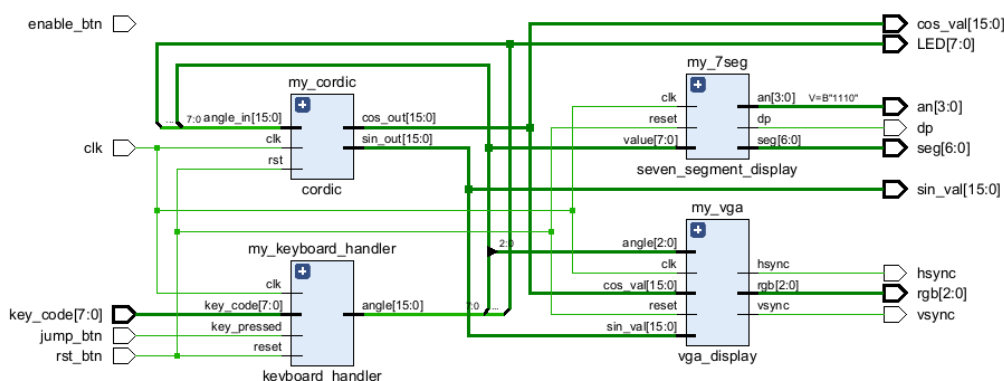 enable_btn
cos_val[15:0]
LED[7:0]
my_cordic
my_7seg
... 7:0 angle_in[15:0]
cos_out[15:0]
clk
an[3:0] V=B"1110"
an[3:0]
clk
clk
sin_out[15:0]
reset
dp
dp
rst
value[7:0]
seg[6:0]
seg[6:0]
cordic
seven_segment_display
sin_val[15:0]
my_vga
my_keyboard_handler
2:0 angle[2:0]
clk
clk
hsync
hsync
key_code[7:0]
key_code[7:0]
angle[15:0]
7:0 ...
cos_val[15:0]
rgb[2:0]
rgb[2:0]
jump_btn
key_pressed
reset
vsync
vsync
rst_btn
reset
sin_val[15:0]
keyboard_handler
vga_display